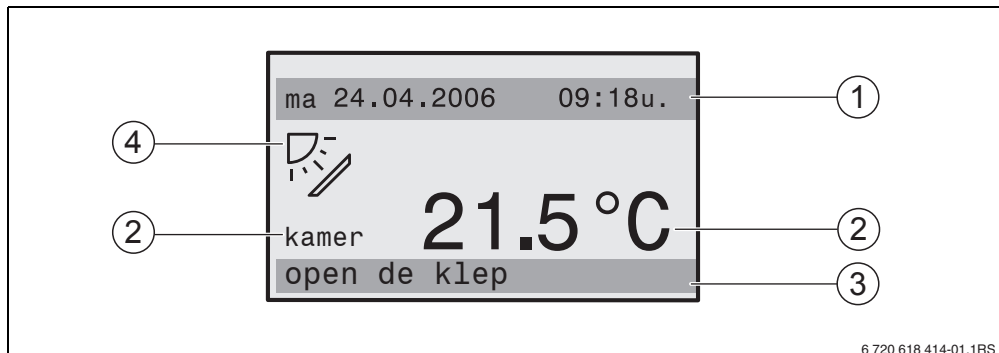 ma 24.04.2006 09:18u. 1
4
2 kamer 21.5°C 2
open de klep 3
6 720 618 414-01.1RS